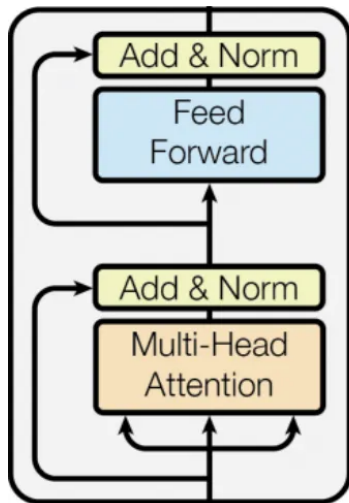 Add & Norm
Feed
Forward
Add & Norm
Multi-Head
Attention